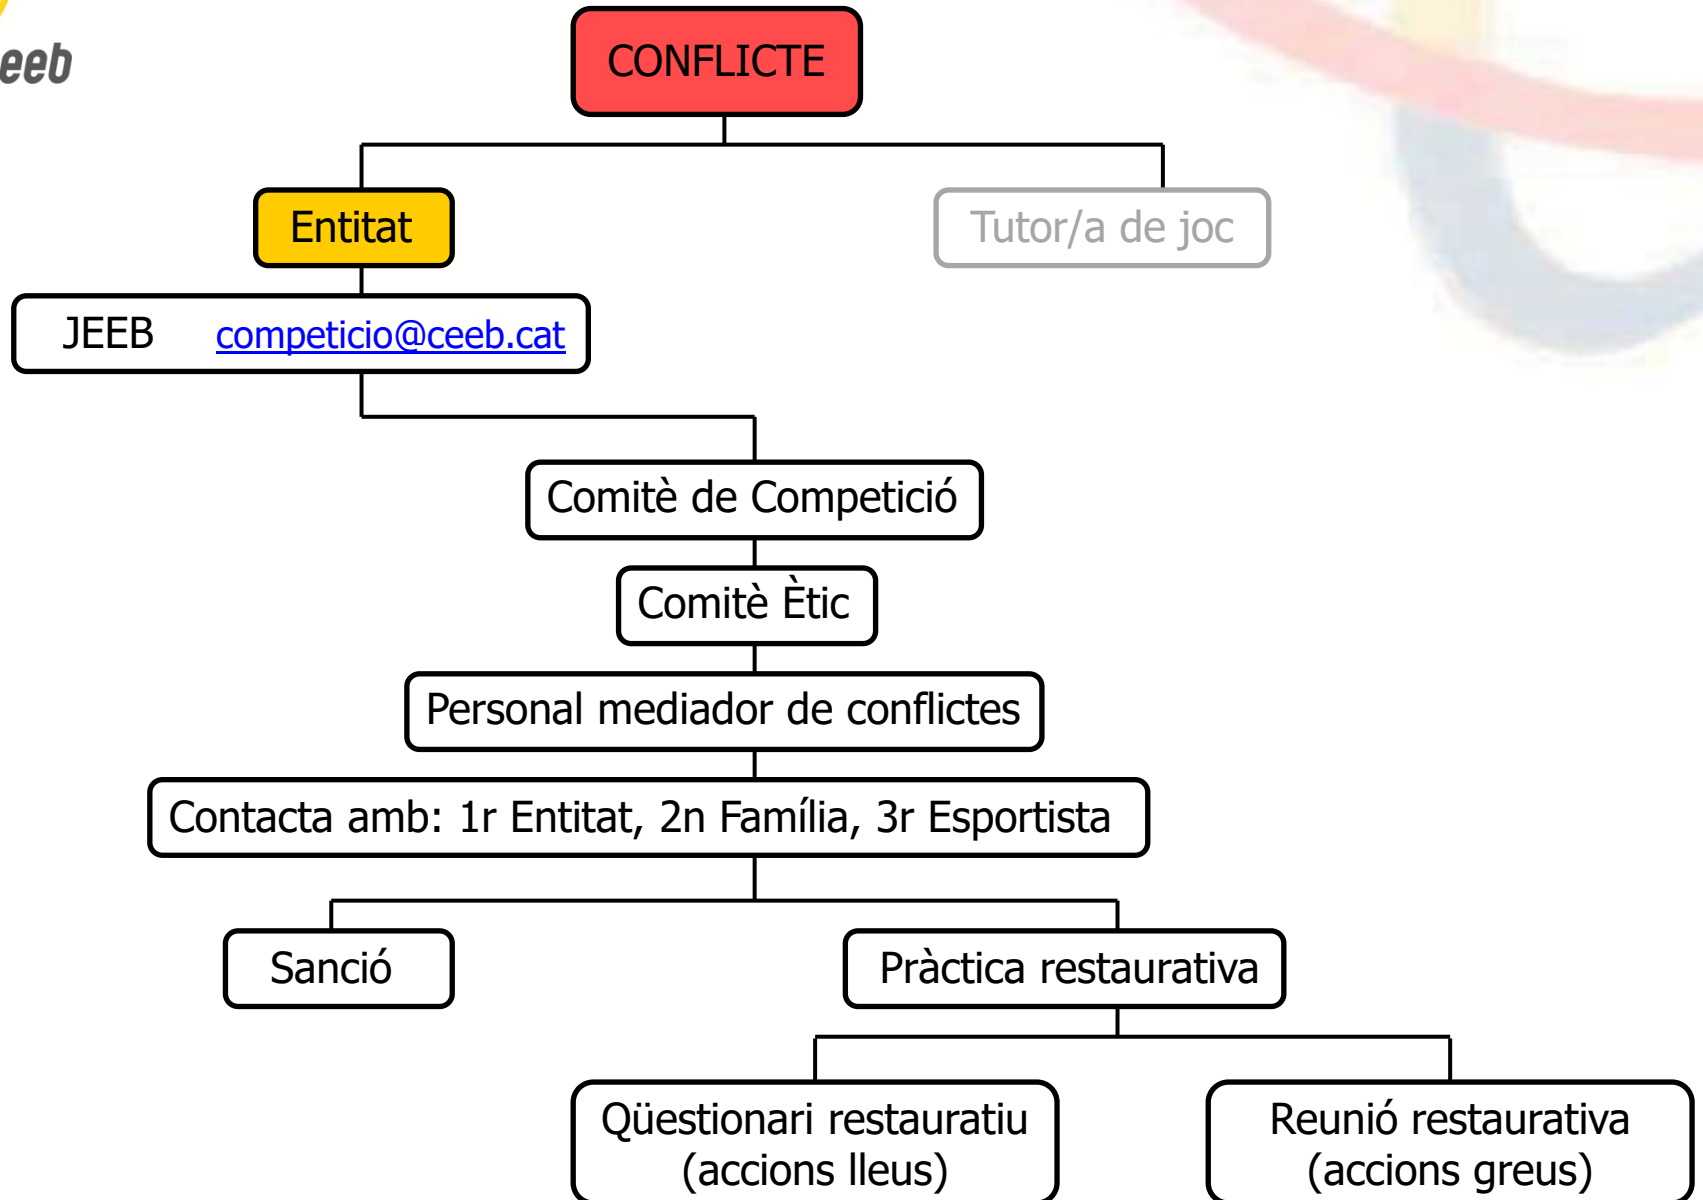 eeb
CONFLICTE
Entitat
Tutor/a de joc
JEEB competicio@ceeb.cat
Comitè de Competició
Comitè Ètic
Personal mediador de conflictes
Contacta amb: 1r Entitat, 2n Família, 3r Esportista
Sanció
Pràctica restaurativa
Qüestionari restauratiu
(accions lleus)
Reunió restaurativa
(accions greus)